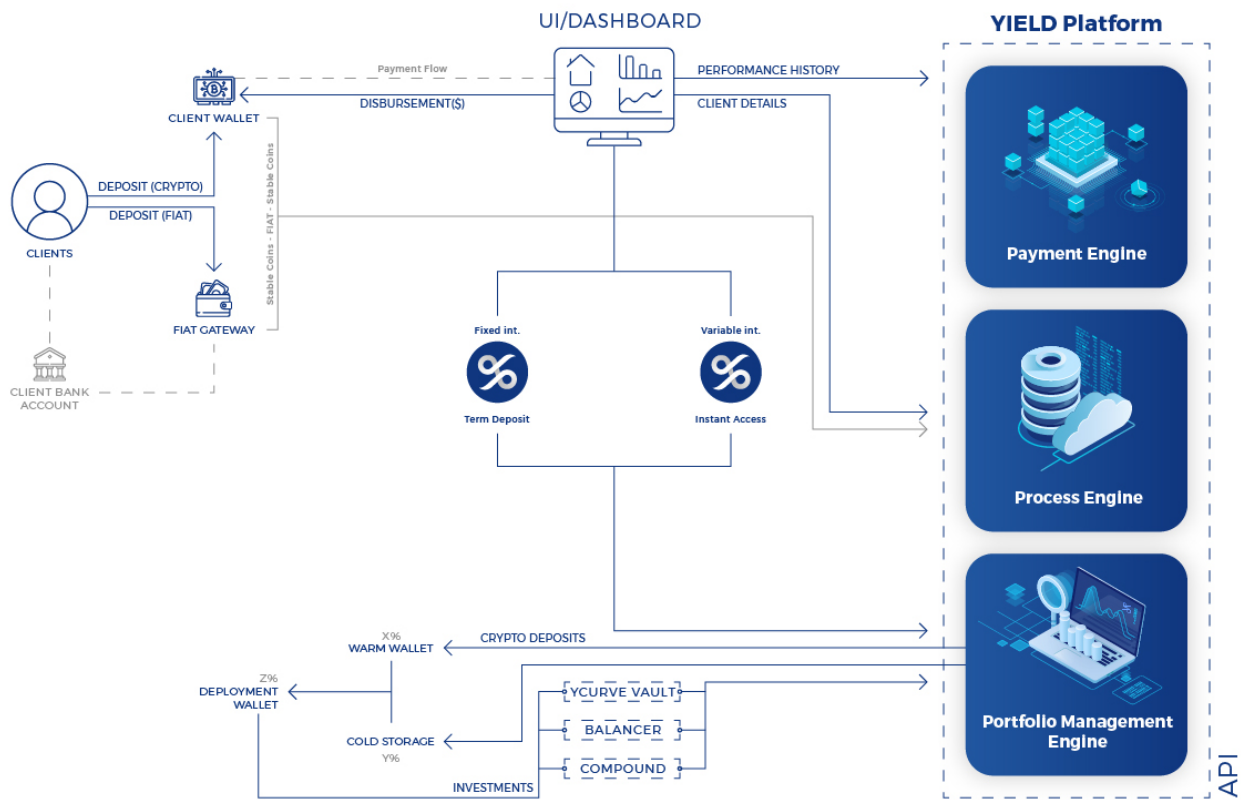 UI/DASHBOARD
YIELD Platform
Payment Flow
DISBURSEMENT($)
PERFORMANCE HISTORY
CLIENT DETAILS
CLIENT WALLET
DEPOSIT (CRYPTO)
DEPOSIT (FIAT)
CLIENTS
Stable Coins - FIAT - Stable Coins
FIAT GATEWAY
CLIENT BANK
ACCOUNT
Payment Engine
Fixed int.
Term Deposit
Variable int.
Instant Access
Process Engine
X%
WARM WALLET
CRYPTO DEPOSITS
Z%
DEPLOYMENT
WALLET
COLD STORAGE
Y%
INVESTMENTS
YCURVE VAULT
BALANCER
COMPOUND
Portfolio Management
Engine
API